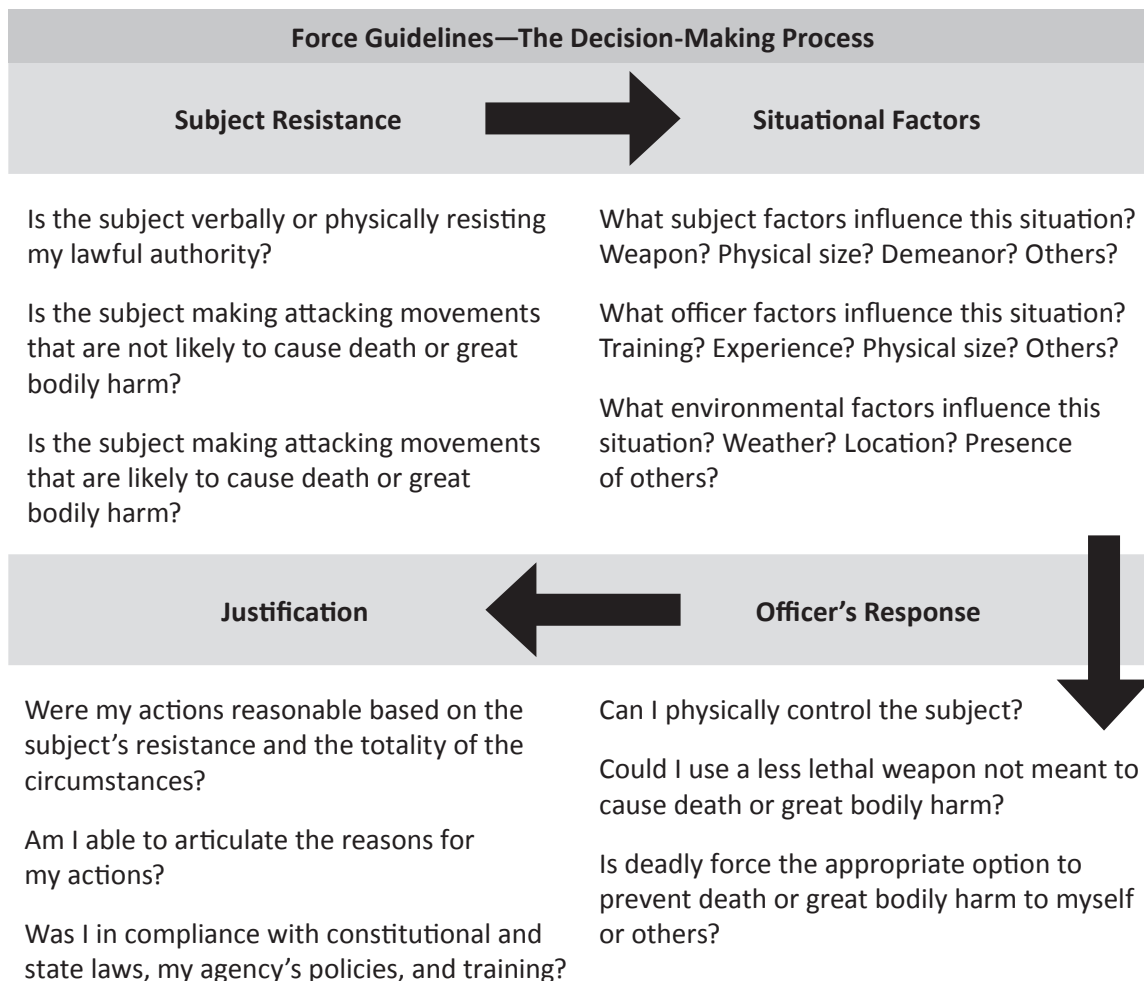 Force Guidelines—The Decision-Making Process
Subject Resistance
Situational Factors
Is the subject verbally or physically resisting
my lawful authority?
Is the subject making attacking movements
that are not likely to cause death or great
bodily harm?
Is the subject making attacking movements
that are likely to cause death or great
bodily harm?
What subject factors influence this situation?
Weapon? Physical size? Demeanor? Others?
What officer factors influence this situation?
Training? Experience? Physical size? Others?
What environmental factors influence this
situation? Weather? Location? Presence
of others?
Officer’s Response
Can I physically control the subject?
Could I use a less lethal weapon not meant to
cause death or great bodily harm?
Is deadly force the appropriate option to
prevent death or great bodily harm to myself
or others?
Justification
Were my actions reasonable based on the
subject’s resistance and the totality of the
circumstances?
Am I able to articulate the reasons for
my actions?
Was I in compliance with constitutional and
state laws, my agency’s policies, and training?